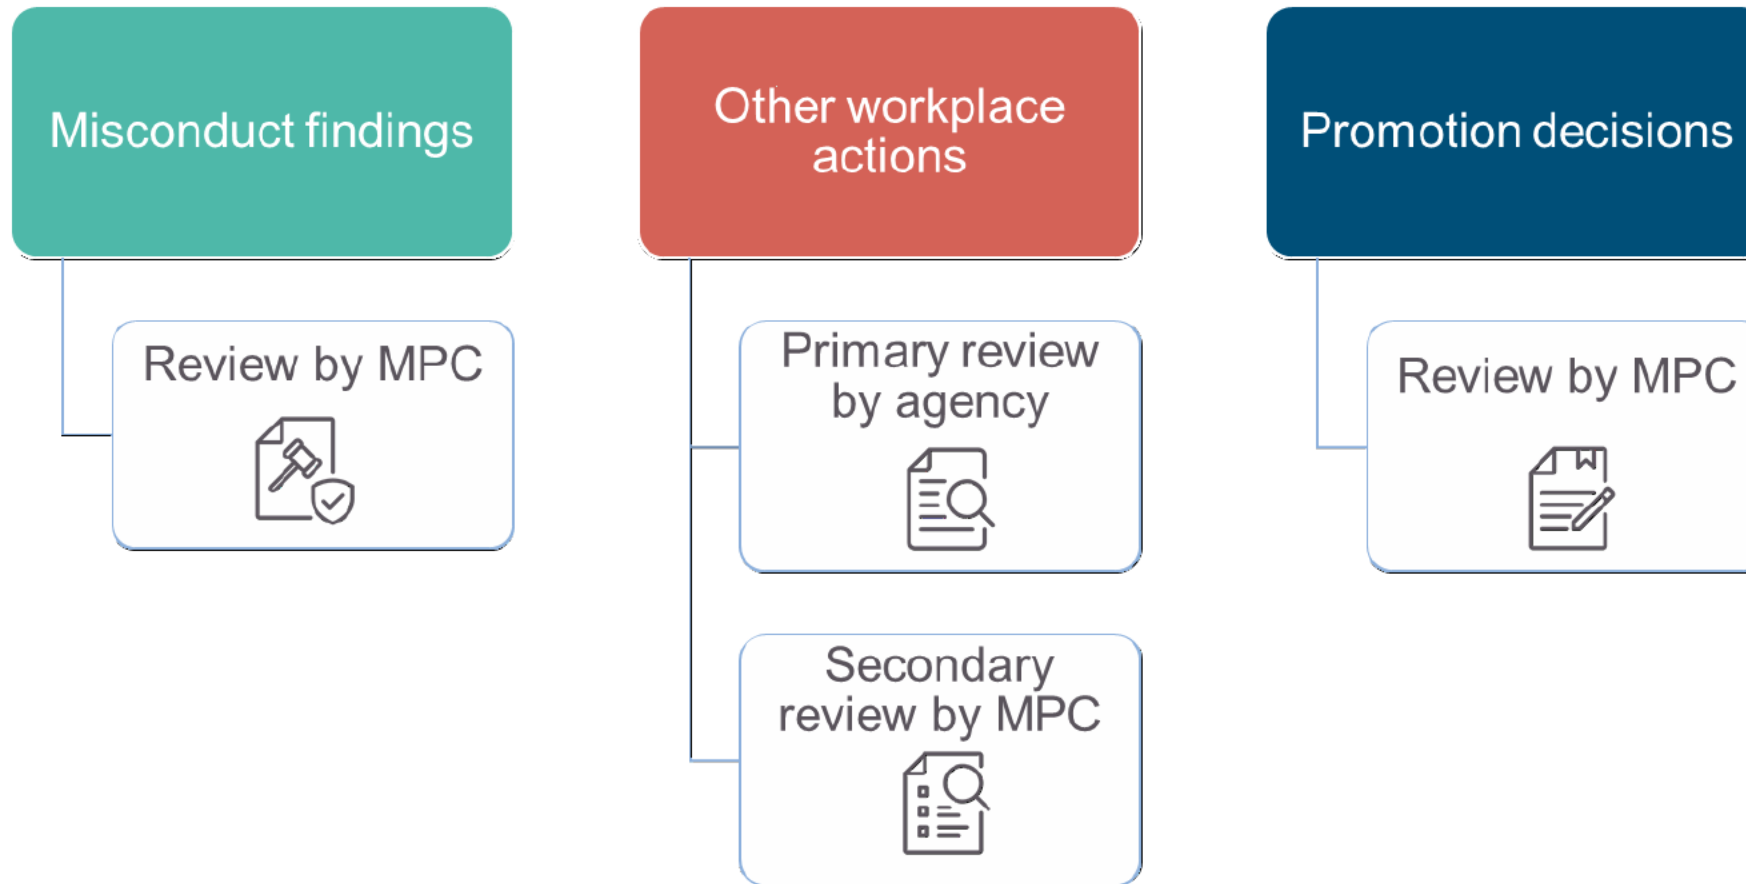 Misconduct findings
Review by MPC
Other workplace
actions
Primary review
by agency
Secondary
review by MPC
Promotion decisions
Review by MPC